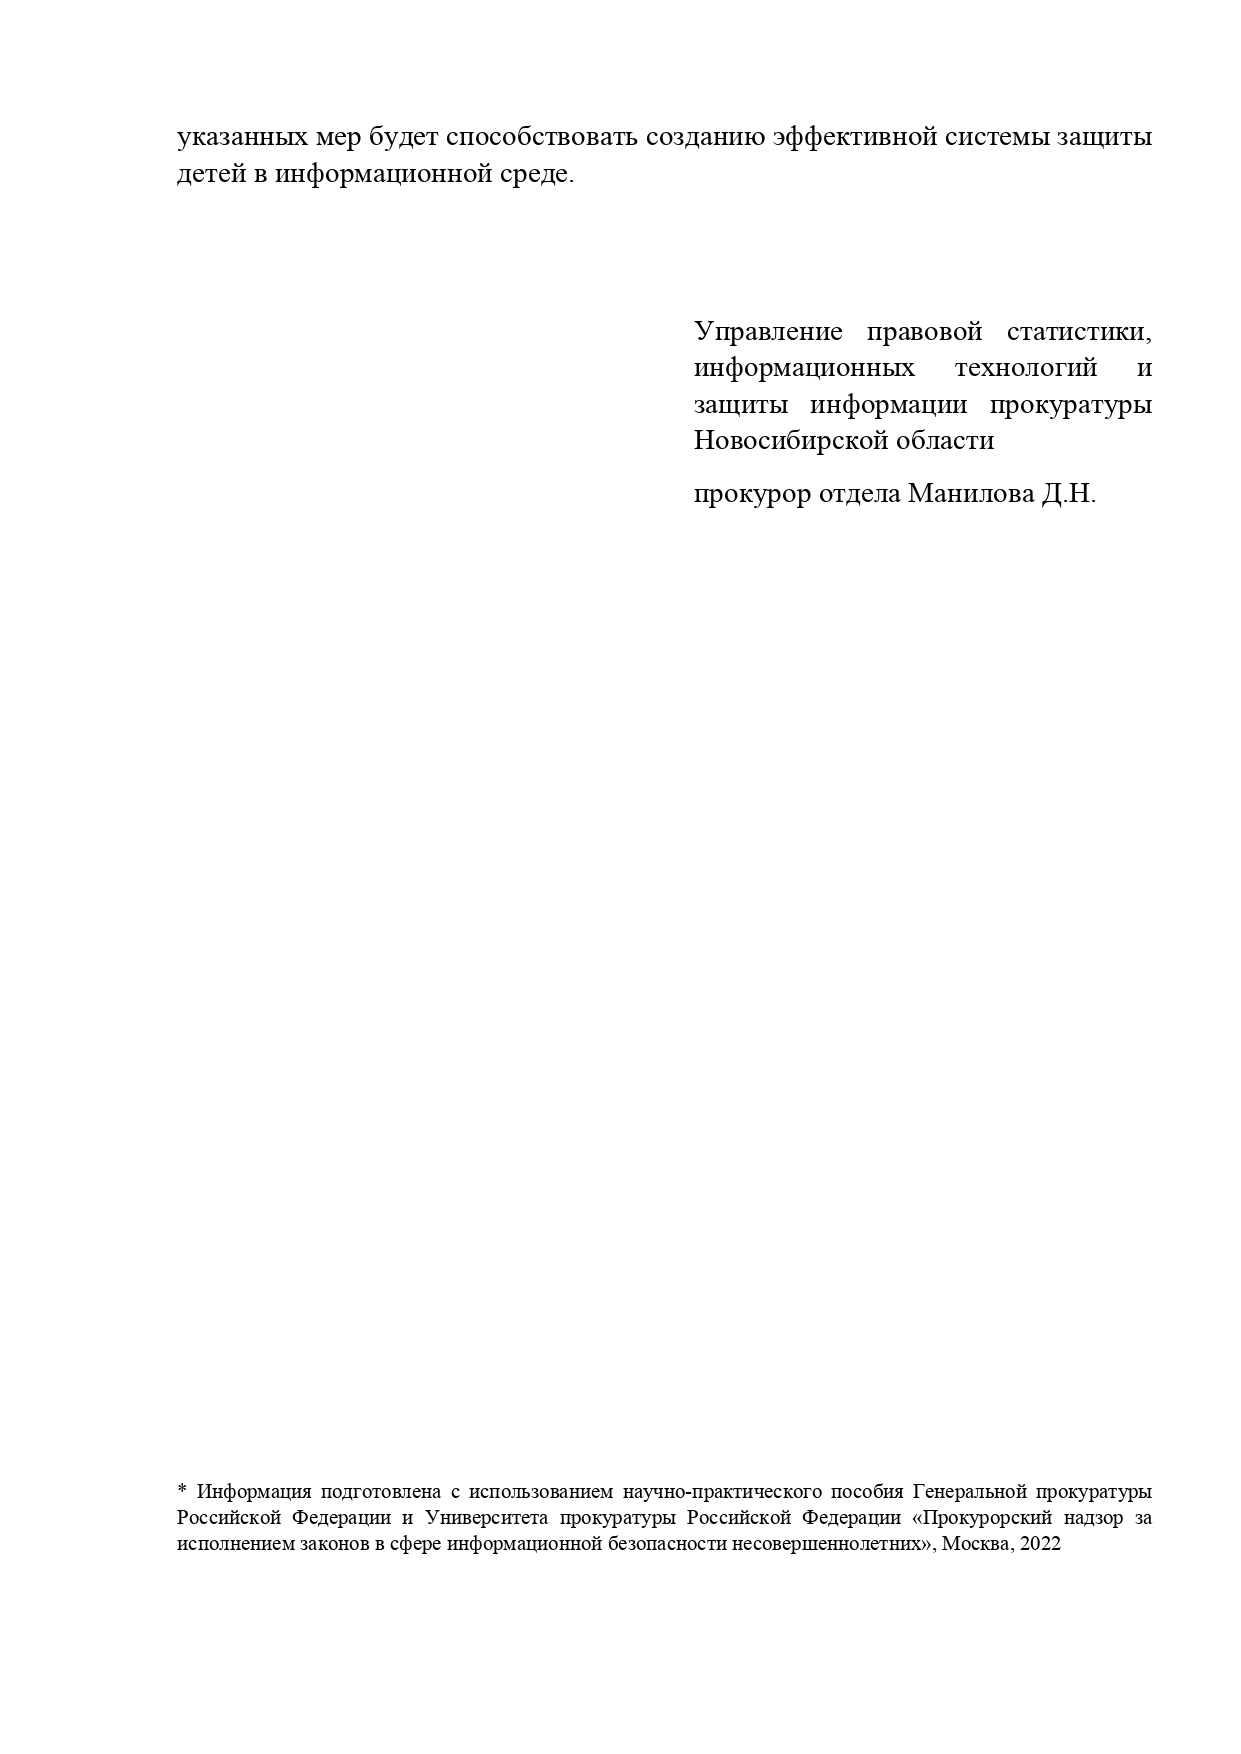 указанных мер будет способствовать созданию эффективной системы защиты
детей в информационной среде.
Управление правовой статистики,
информационных технологий и
защиты информации прокуратуры
Новосибирской области
прокурор отдела Манилова Д.Н.
* Информация подготовлена с использованием научно-практического пособия Генеральной прокуратуры
Российской Федерации и Университета прокуратуры Российской Федерации «Прокурорский надзор за
исполнением законов в сфере информационной безопасности несовершеннолетних», Москва, 2022